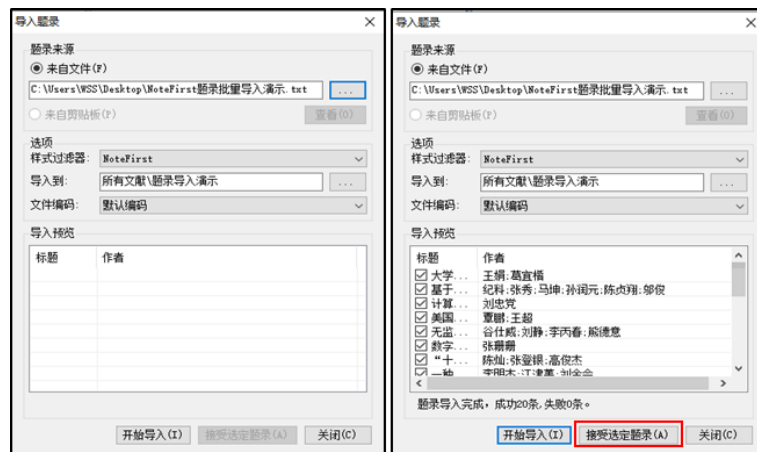 导入题录
题录来源
来自文件(F)
C:\Users\WSS\Desktop\NoteFirst题录批量导入演示.txt
...
来自剪贴板(P)
查看(O)
选项
样式过滤器: NoteFirst
导入到: 所有文献\题录导入演示
...
文件编码: 默认编码
导入预览
标题 作者
开始导入(I) 接受选定题录(A) 关闭(C)
导入题录
题录来源
来自文件(F)
C:\Users\WSS\Desktop\NoteFirst题录批量导入演示.txt
...
来自剪贴板(P)
查看(O)
选项
样式过滤器: NoteFirst
导入到: 所有文献\题录导入演示
...
文件编码: 默认编码
导入预览
标题 作者
大学... 王娟;葛宜楅
基于... 纪科;张秀;马坤;孙润元;陈贞翔;邬俊
计算... 刘忠党
美国... 覃鹏;王超
无监... 谷仕威;刘静;李丙春;熊德意
数字... 张珊珊
“十... 陈灿;张登银;高俊杰
题录导入完成，成功20条,失败0条。
开始导入(I) 接受选定题录(A) 关闭(C)